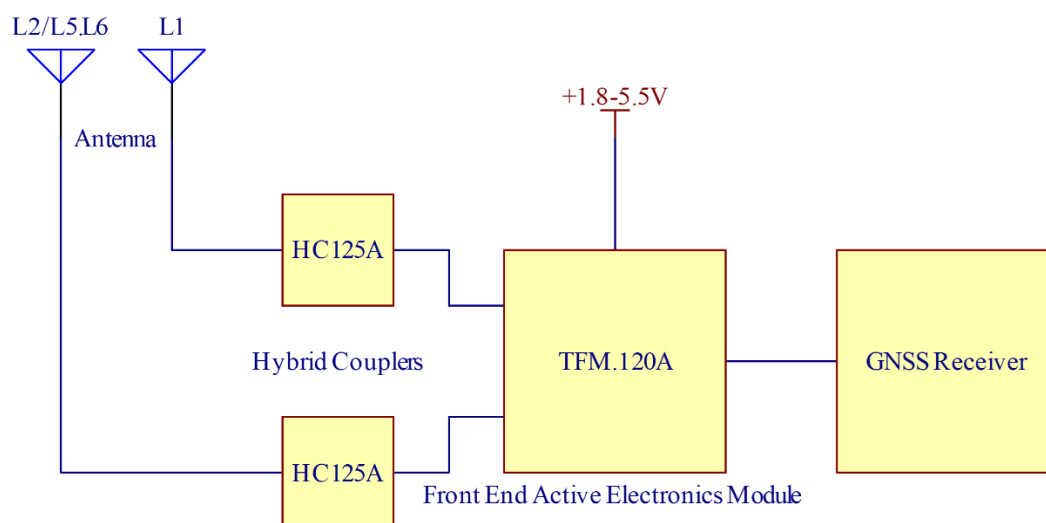 L2/L5.L6
L1
+1.8-5.5V
Antenna
HC125A
Hybrid Couplers
TFM.120A
GNSS Receiver
HC125A
Front End Active Electronics Module